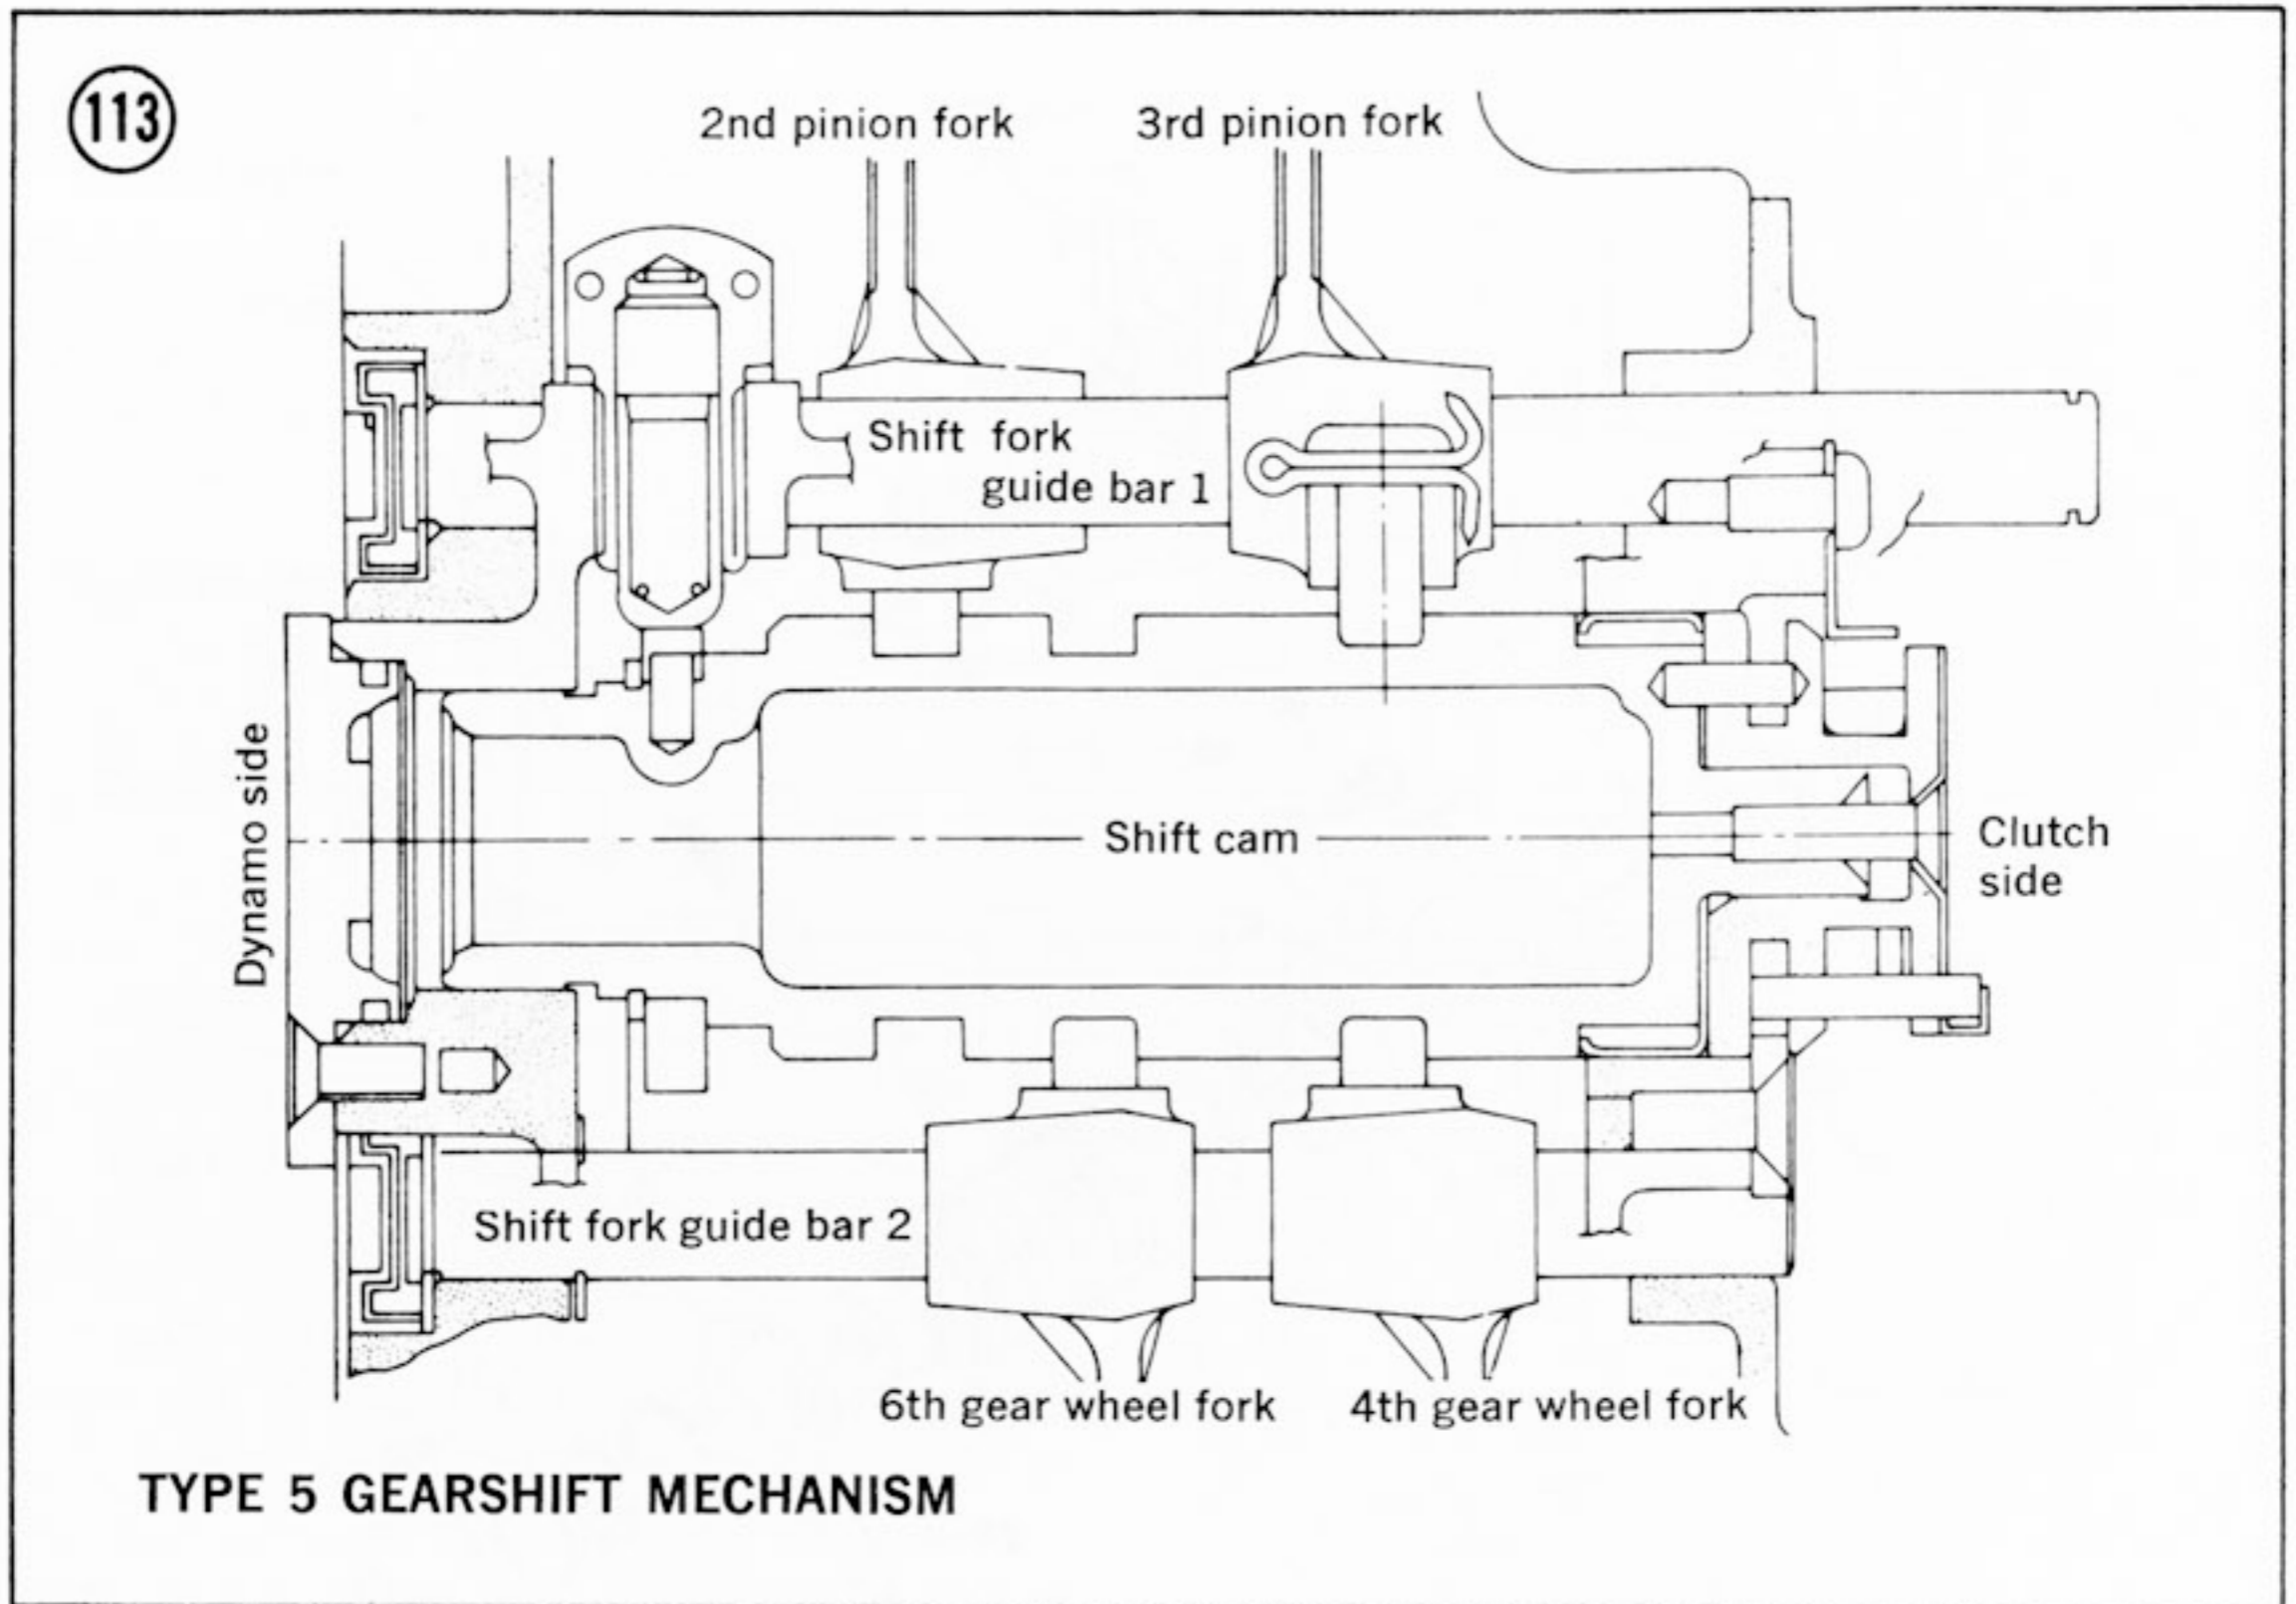 113
2nd pinion fork
3rd pinion fork
Shift fork
guide bar 1
Dynamo side
Shift cam
Clutch
side
Shift fork guide bar 2
6th gear wheel fork
4th gear wheel fork
TYPE 5 GEARSHIFT MECHANISM